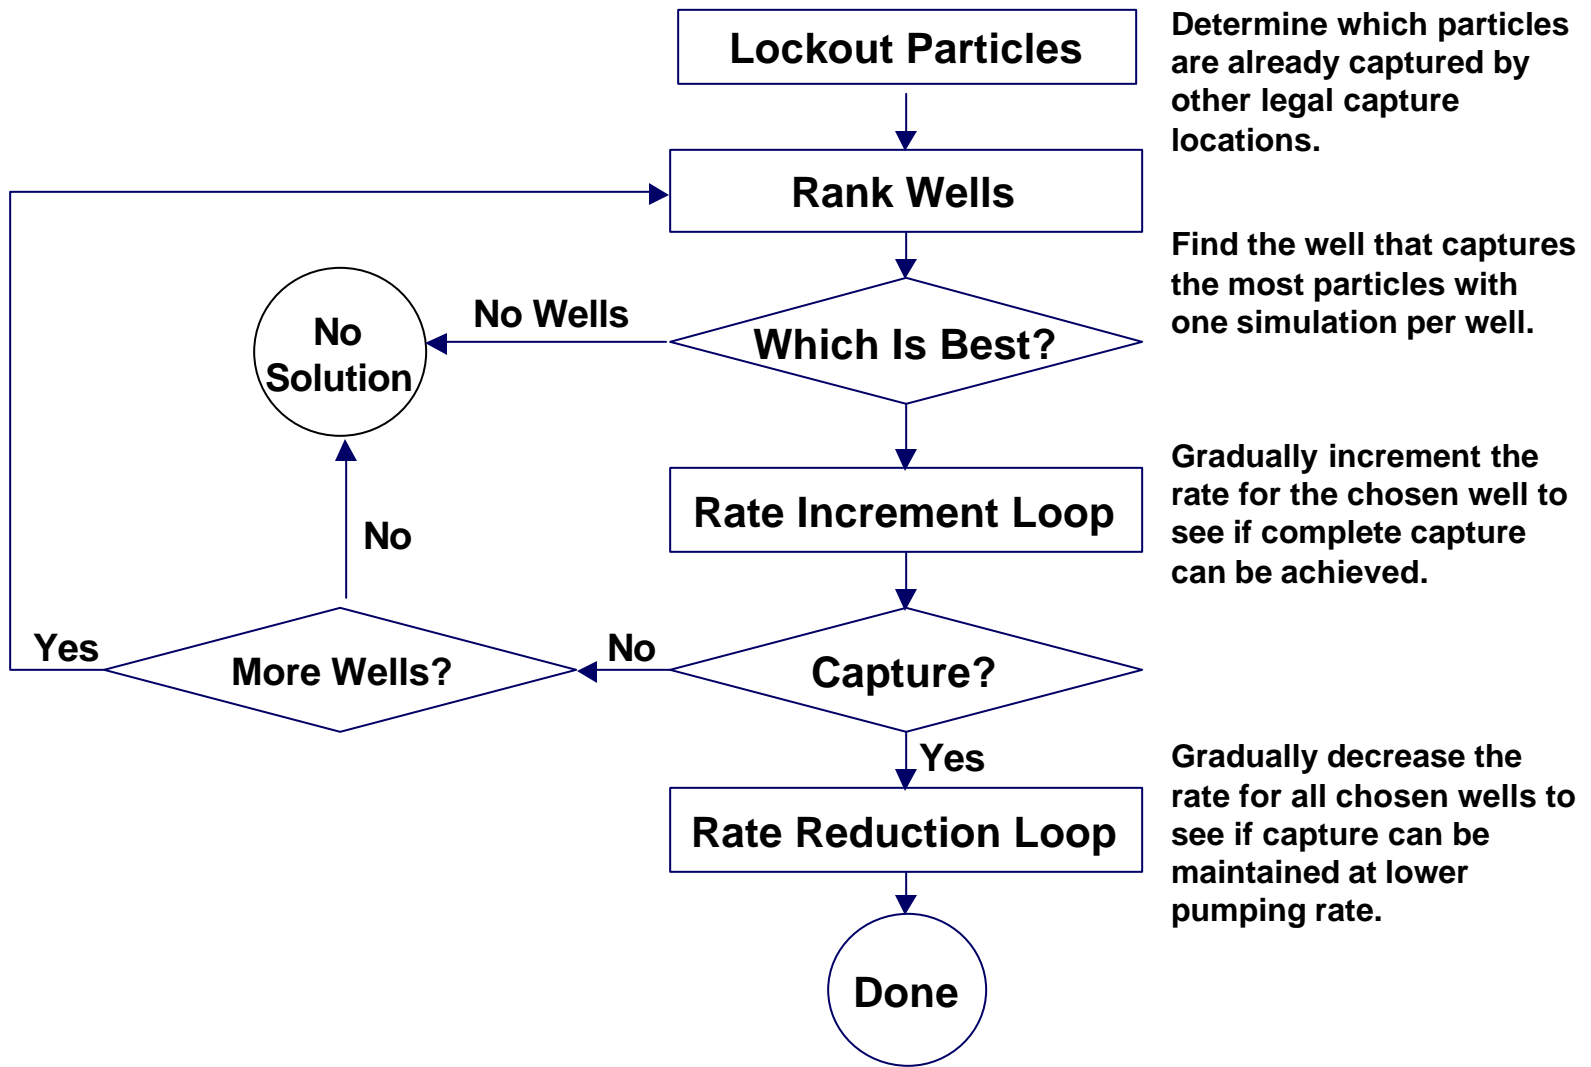 Lockout Particles
Determine which particles
are already captured by
other legal capture
locations.
Rank Wells
Find the well that captures
the most particles with
one simulation per well.
No Wells
No
Solution
Which Is Best?
Gradually increment the
rate for the chosen well to
see if complete capture
can be achieved.
Rate Increment Loop
No
Yes
More Wells?
No
Capture?
Yes
Gradually decrease the
rate for all chosen wells to
see if capture can be
maintained at lower
pumping rate.
Rate Reduction Loop
Done